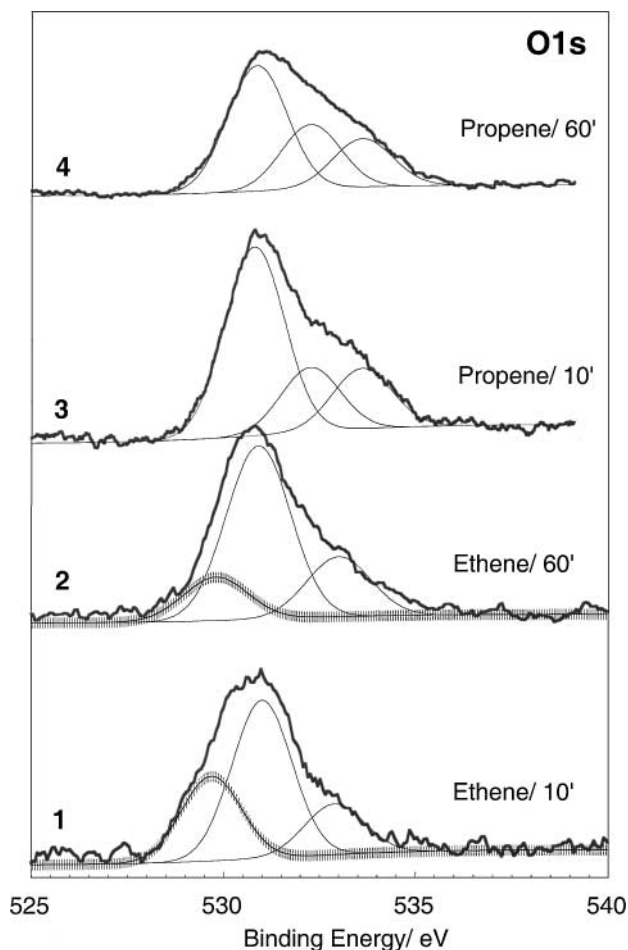 O1s
Propene/ 60'
4
Propene/ 10'
3
Ethene/ 60'
2
Ethene/ 10'
1
525 530 535 540
Binding Energy/ eV